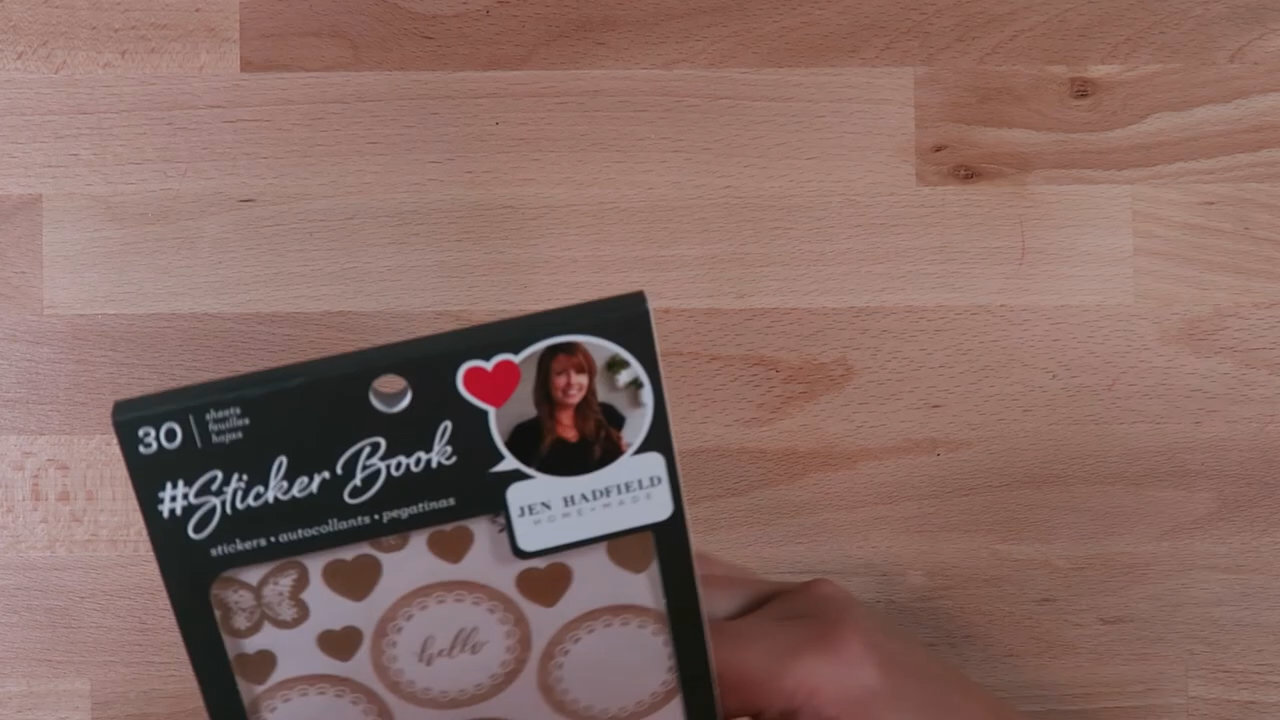 30
sheets
feuilles
hojas
#Sticker Book
stickers • autocollants • pegatinas
JEN HADFIELD
HOME+MADE
hello